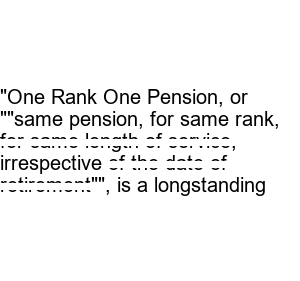 "One Rank One Pension, or
""same pension, for same rank,
for same length of service,
irrespective of the date of
retirement"", is a longstanding